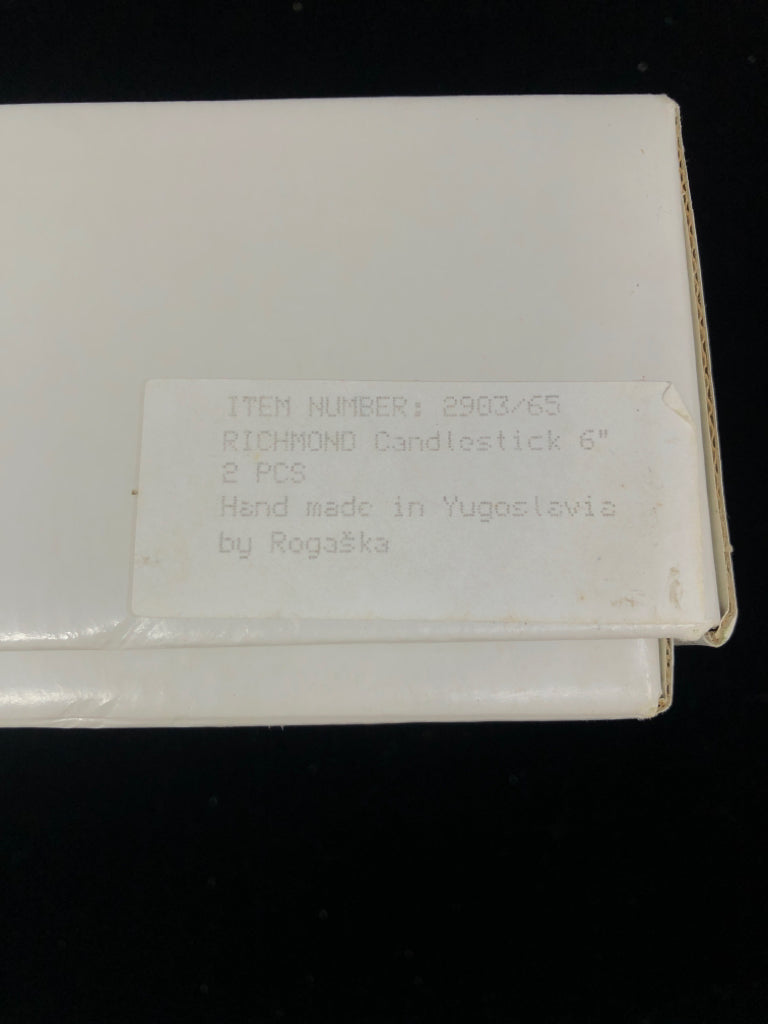 ITEM NUMBER: 2903/65
RICHMOND Candlestick 6"
2 PCS
Hand made in Yugoslavia
by Rogaška